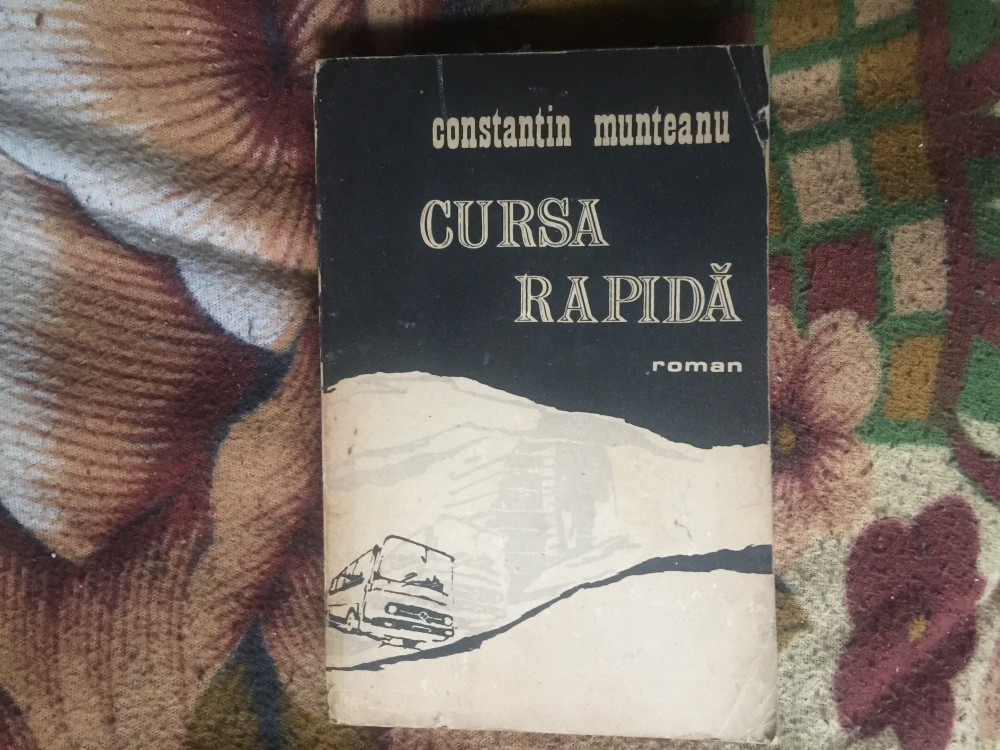 constantin munteanu
CURSA
RAPIDĂ
roman